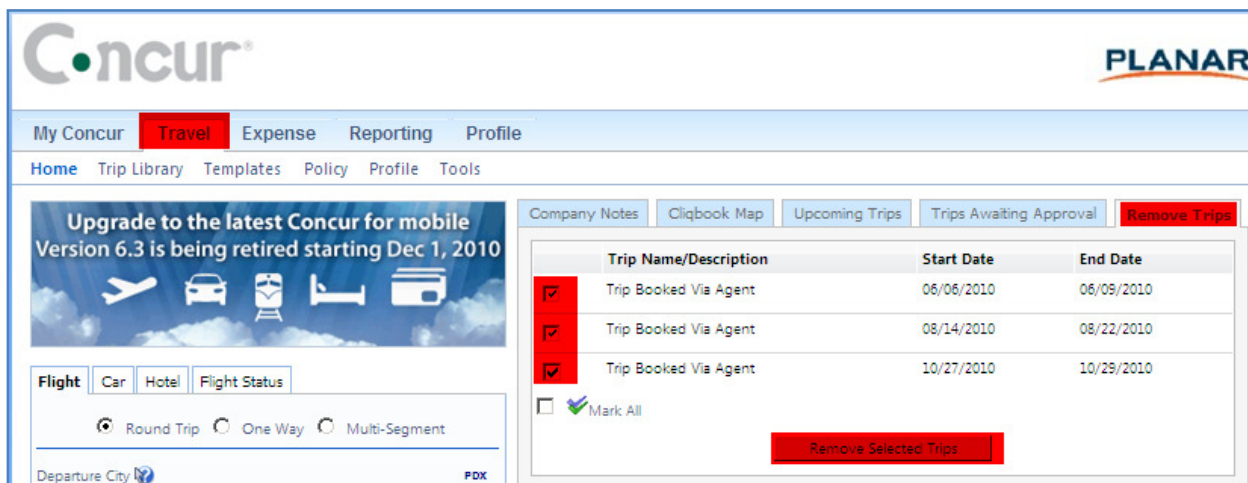 Concur®
PLANAR
My Concur Travel Expense Reporting Profile
Home Trip Library Templates Policy Profile Tools
Upgrade to the latest Concur for mobile
Version 6.3 is being retired starting Dec 1, 2010
Company Notes Cliqbook Map Upcoming Trips Trips Awaiting Approval Remove Trips
Trip Name/Description Start Date End Date
Trip Booked Via Agent 06/06/2010 06/09/2010
Trip Booked Via Agent 08/14/2010 08/22/2010
Trip Booked Via Agent 10/27/2010 10/29/2010
Mark All
Remove Selected Trips
Flight Car Hotel Flight Status
Round Trip One Way Multi-Segment
Departure City ? PDX